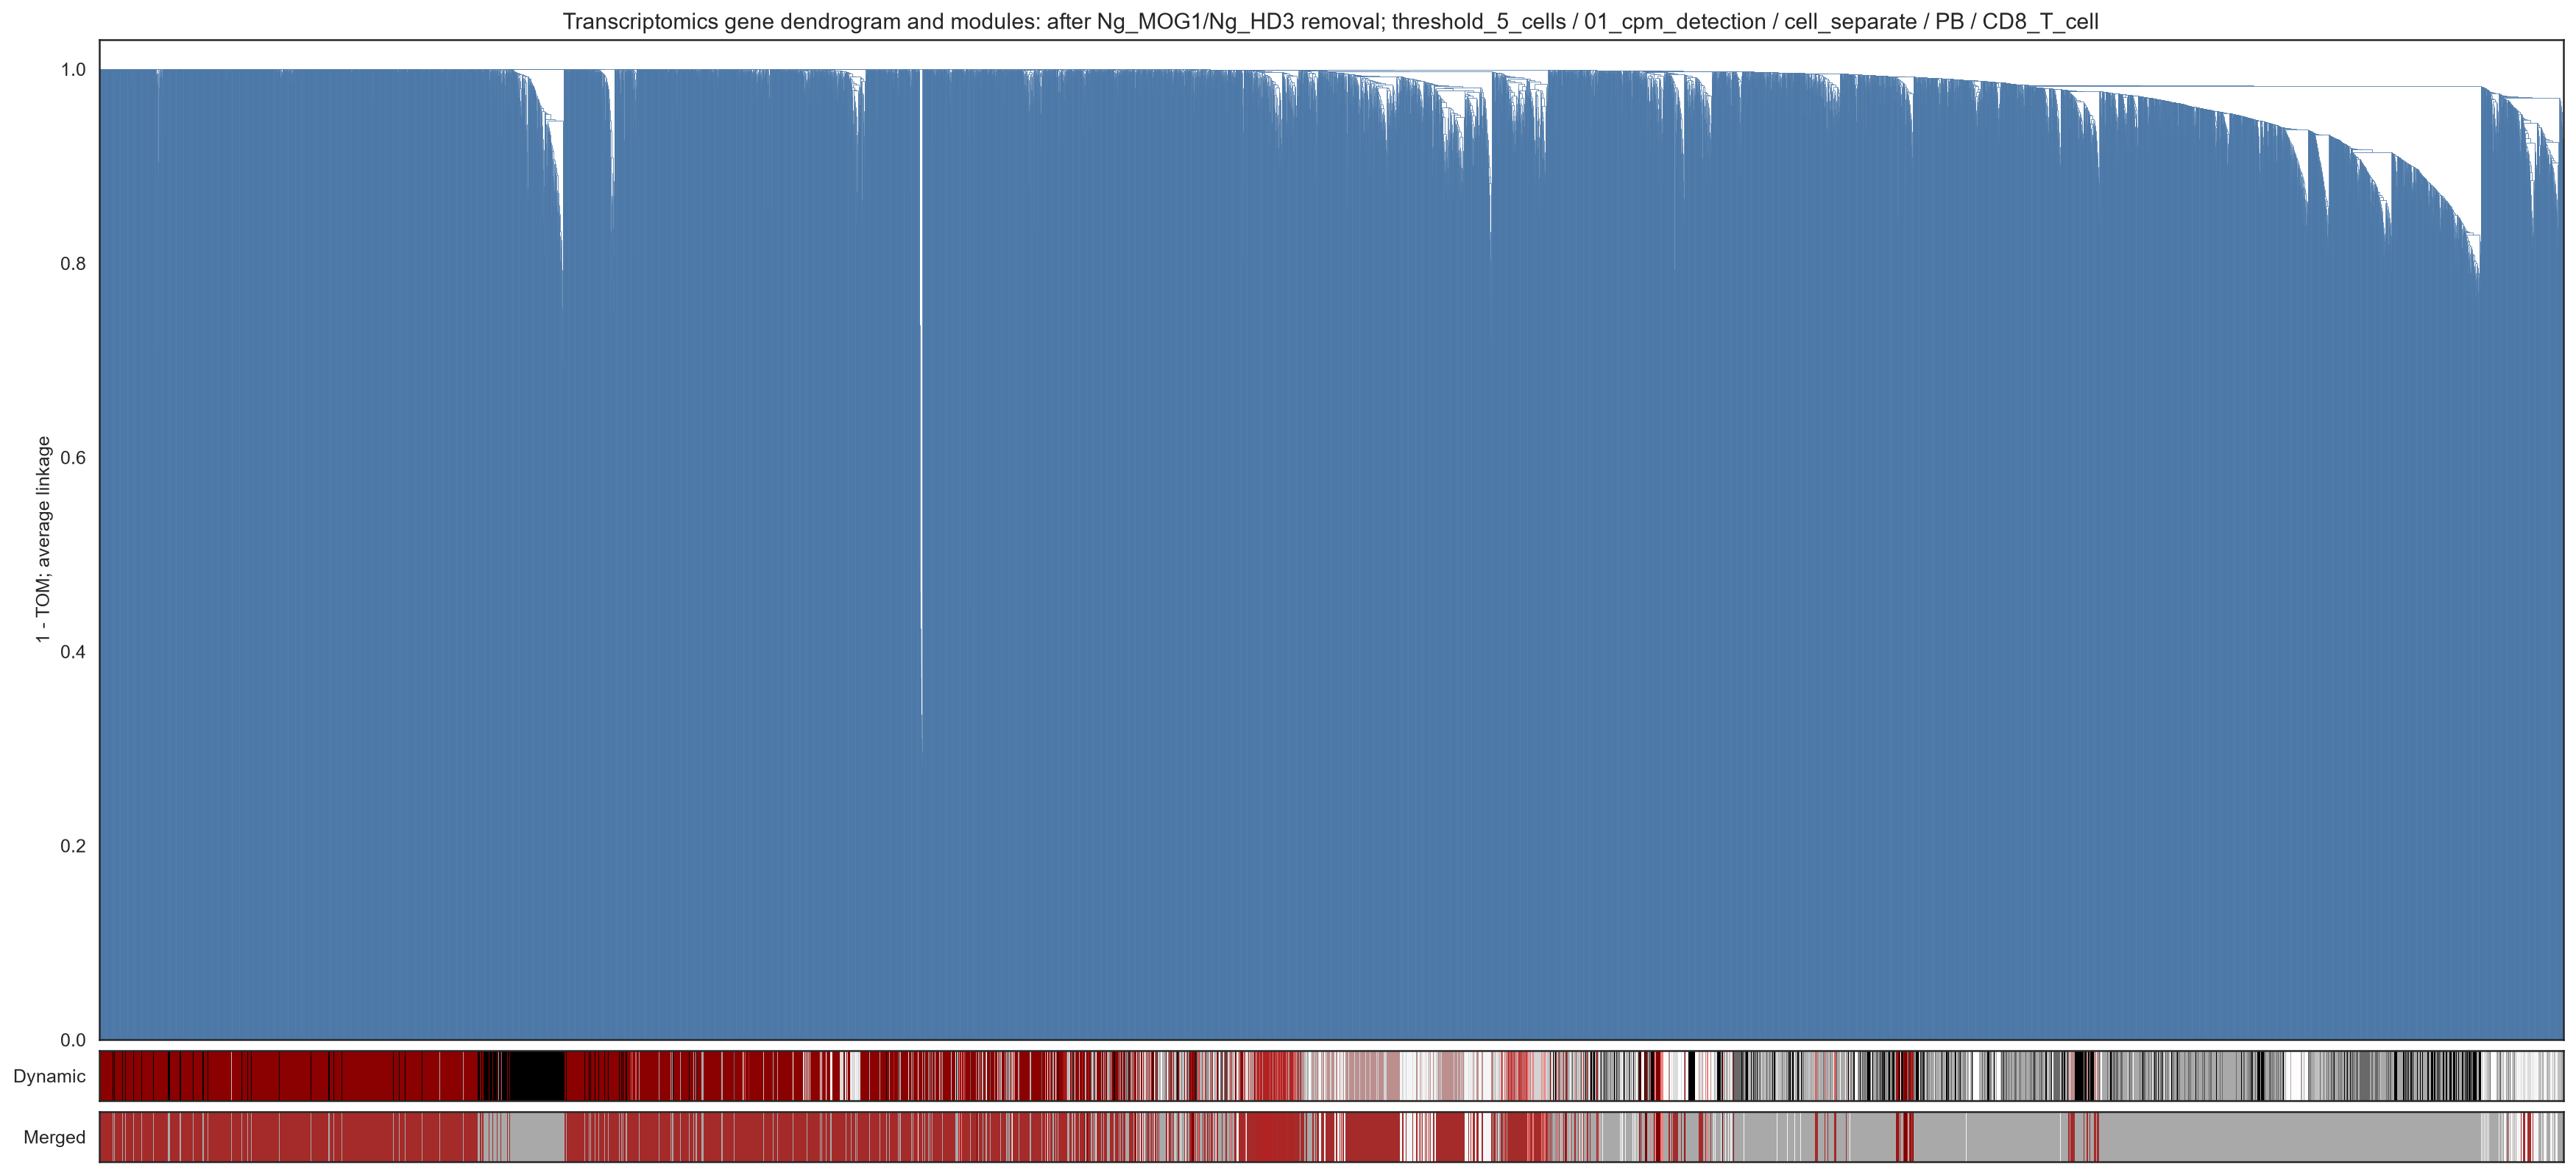 Transcriptomics gene dendrogram and modules: after Ng_MOG1/Ng_HD3 removal; threshold_5_cells / 01_cpm_detection / cell_separate / PB / CD8_T_cell
1.0
0.8
0.6
0.4
0.2
0.0
1 - TOM; average linkage
Dynamic
Merged